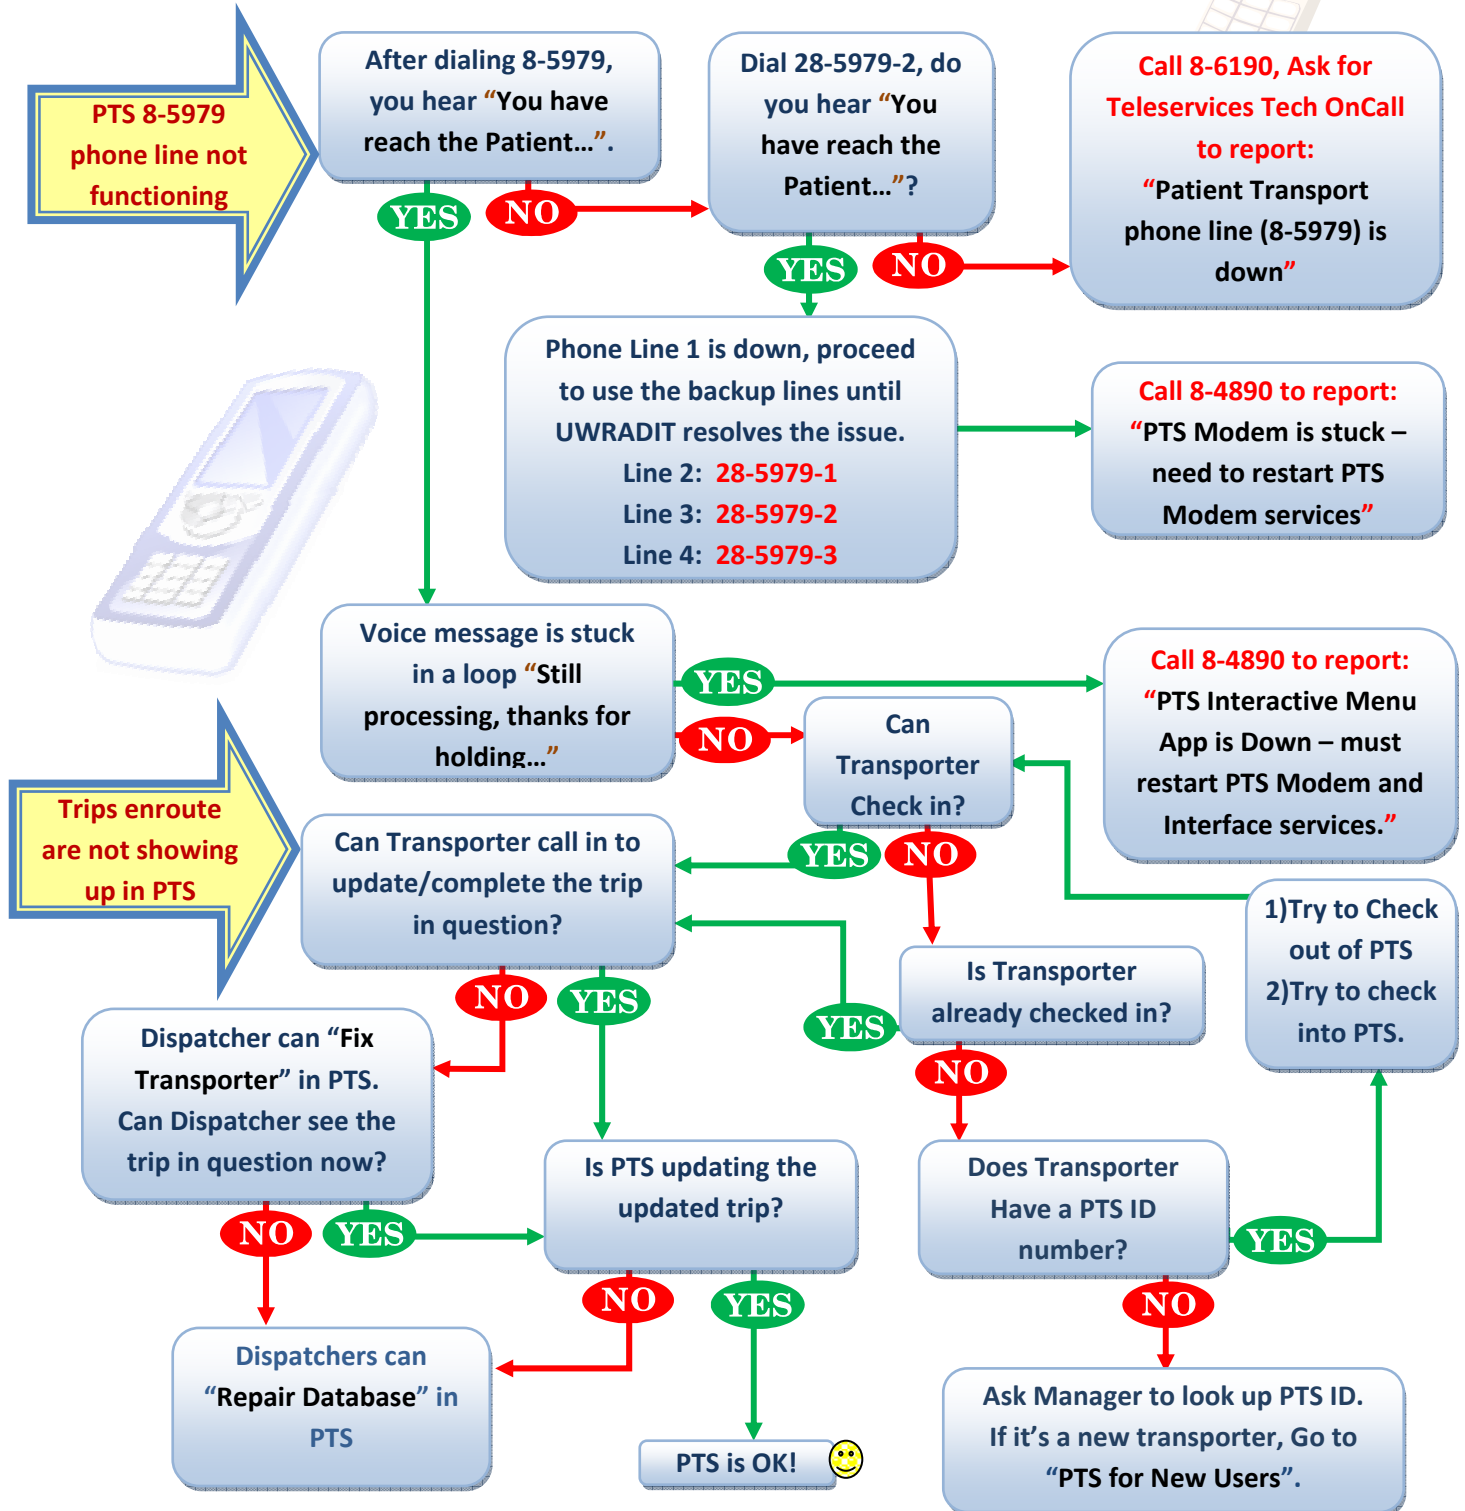 PTS 8-5979
phone line not
functioning
After dialing 8-5979,
you hear “You have
reach the Patient…”.
YES
NO
Dial 28-5979-2, do
you hear “You
have reach the
Patient…”?
YES
NO
Call 8-6190, Ask for
Teleservices Tech OnCall
to report:
“Patient Transport
phone line (8-5979) is
down”
Phone Line 1 is down, proceed
to use the backup lines until
UWRADIT resolves the issue.
Line 2: 28-5979-1
Line 3: 28-5979-2
Line 4: 28-5979-3
Call 8-4890 to report:
“PTS Modem is stuck –
need to restart PTS
Modem services”
Voice message is stuck
in a loop “Still
processing, thanks for
holding…”
YES
NO
Call 8-4890 to report:
“PTS Interactive Menu
App is Down – must
restart PTS Modem and
Interface services.”
Can
Transporter
Check in?
YES
NO
Trips enroute
are not showing
up in PTS
Can Transporter call in to
update/complete the trip
in question?
NO
YES
Is Transporter
already checked in?
YES
NO
1)Try to Check
out of PTS
2)Try to check
into PTS.
Dispatcher can “Fix
Transporter” in PTS.
Can Dispatcher see the
trip in question now?
NO
YES
Is PTS updating the
updated trip?
NO
YES
Does Transporter
Have a PTS ID
number?
YES
NO
Dispatchers can
“Repair Database” in
PTS
PTS is OK!
Ask Manager to look up PTS ID.
If it’s a new transporter, Go to
“PTS for New Users”.